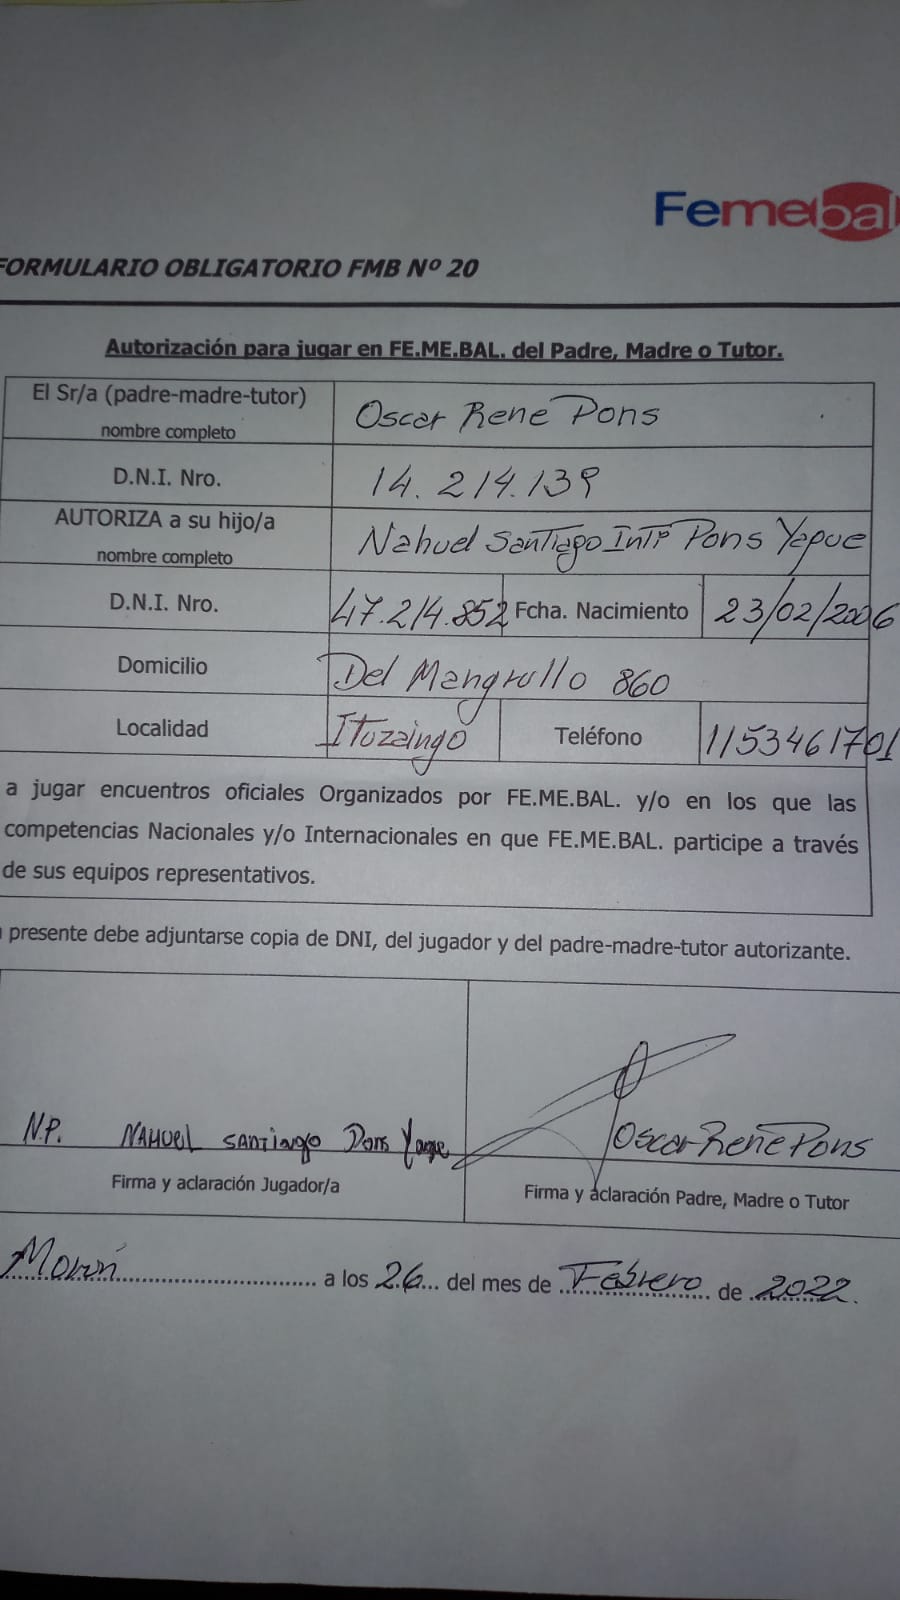 Femebal
FORMULARIO OBLIGATORIO FMB Nº 20
Autorización para jugar en FE.ME.BAL. del Padre, Madre o Tutor.
El Sr/a (padre-madre-tutor) Oscar Rene Pons
nombre completo
D.N.I. Nro. 14.214.139
AUTORIZA a su hijo/a Nahuel Santiago Inti Pons Yapue
nombre completo
D.N.I. Nro. 47.214.852 Fcha. Nacimiento 23/02/2006
Domicilio Del Mangrullo 860
Localidad Ituzaingo Teléfono 1153461701
a jugar encuentros oficiales Organizados por FE.ME.BAL. y/o en los que las
competencias Nacionales y/o Internacionales en que FE.ME.BAL. participe a través
de sus equipos representativos.
presente debe adjuntarse copia de DNI, del jugador y del padre-madre-tutor autorizante.
N.P. NAHUEL SANTIAGO Pons Oscar Rene Pons
Firma y aclaración Jugador/a Firma y aclaración Padre, Madre o Tutor
Morón a los 26 del mes de Febrero de 2022.